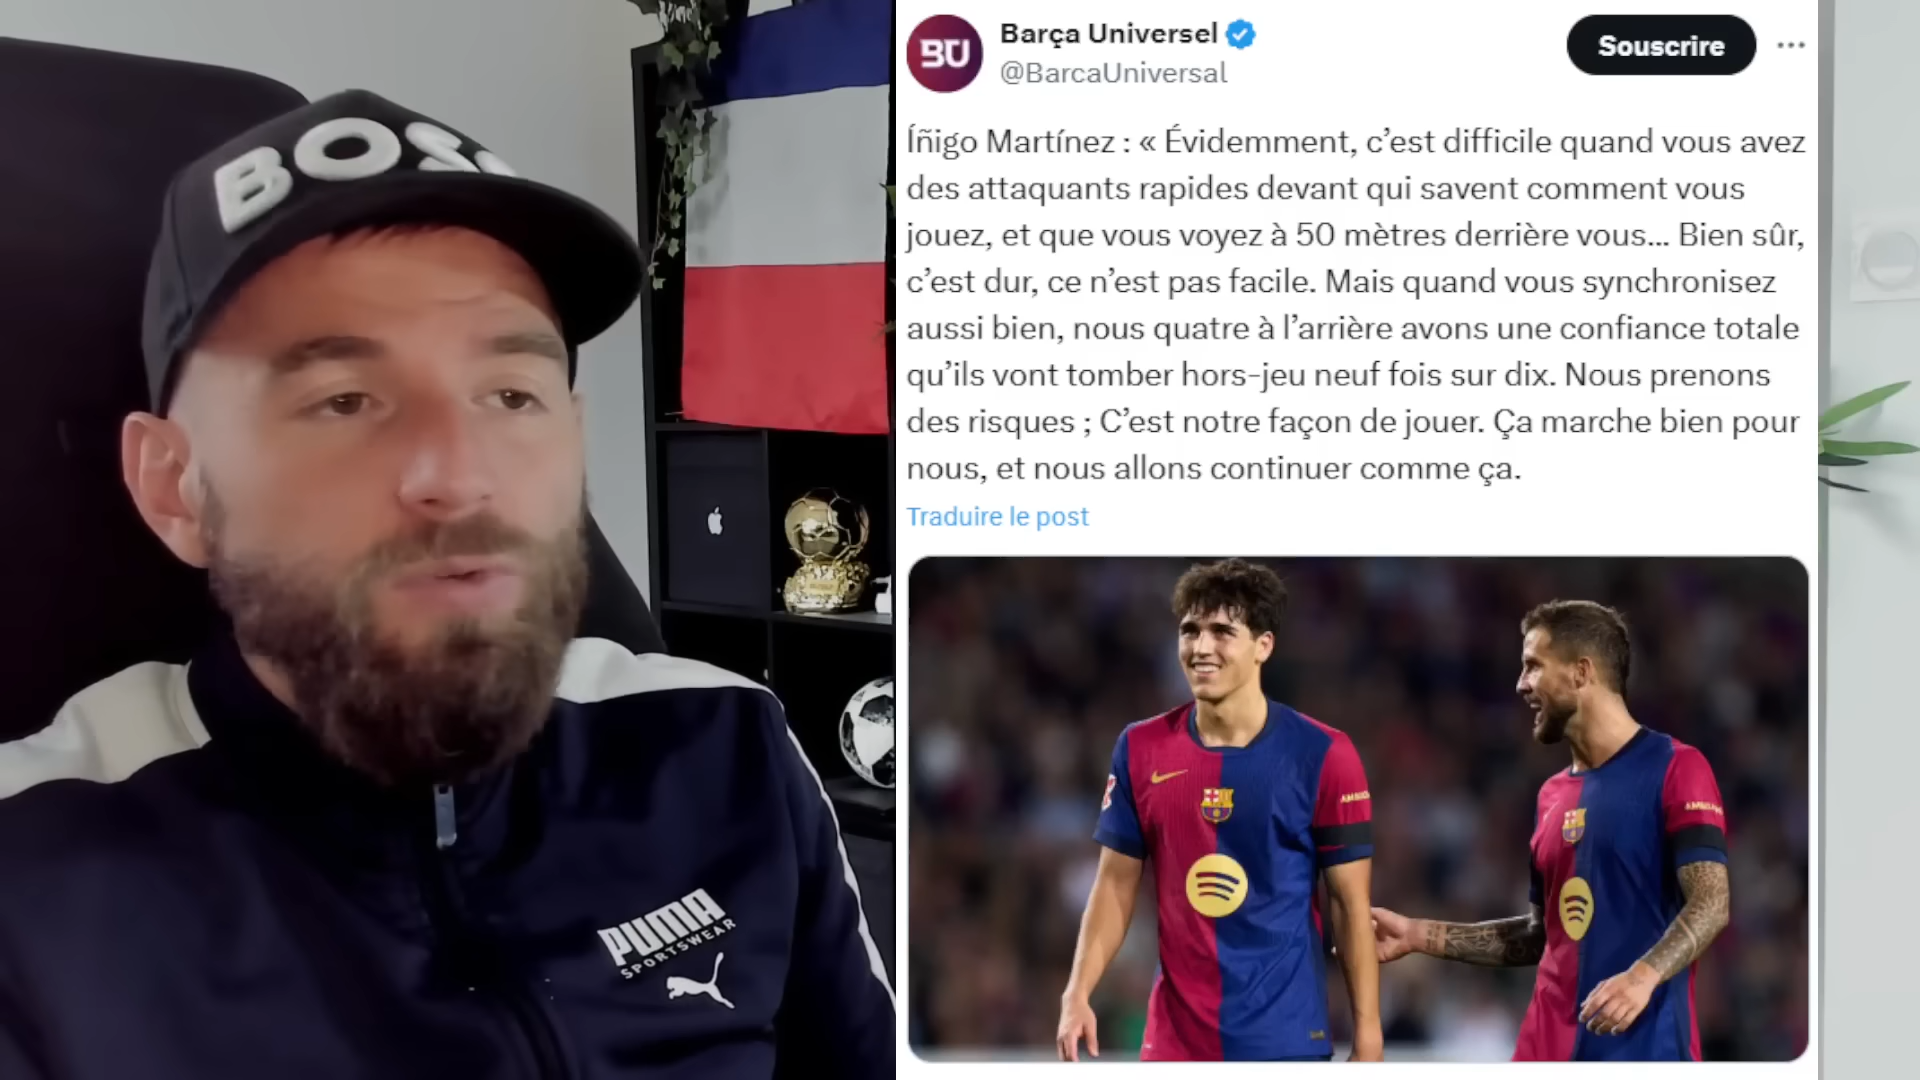 BOSS
PUMA
SPORTSWEAR
BU
Barça Universel
@BarcaUniversal
Souscrire
Íñigo Martínez : « Évidemment, c’est difficile quand vous avez
des attaquants rapides devant qui savent comment vous
jouez, et que vous voyez à 50 mètres derrière vous... Bien sûr,
c’est dur, ce n’est pas facile. Mais quand vous synchronisez
aussi bien, nous quatre à l’arrière avons une confiance totale
qu’ils vont tomber hors-jeu neuf fois sur dix. Nous prenons
des risques ; C’est notre façon de jouer. Ça marche bien pour
nous, et nous allons continuer comme ça.
Traduire le post